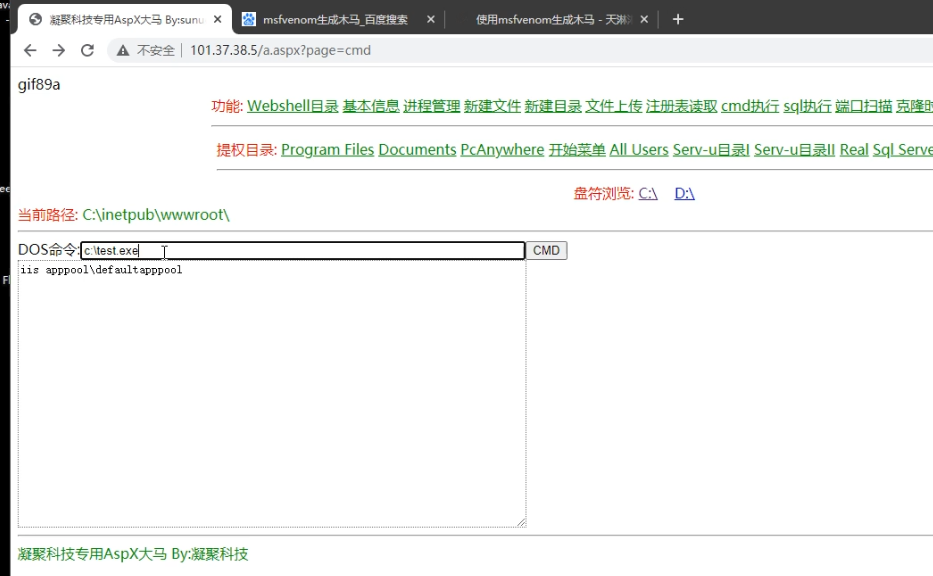 凝聚科技专用AspX大马 By:sunu
msfvenom生成木马_百度搜索
使用msfvenom生成木马 - 天淋
不安全 101.37.38.5/a.aspx?page=cmd
gif89a
功能: Webshell目录 基本信息 进程管理 新建文件 新建目录 文件上传 注册表读取 cmd执行 sql执行 端口扫描 克隆时
提权目录: Program Files Documents PcAnywhere 开始菜单 All Users Serv-u目录I Serv-u目录II Real Sql Serve
盘符浏览: C:\ D:\
当前路径: C:\inetpub\wwwroot\
DOS命令: c:\test.exe CMD
iis apppool\defaultapppool
凝聚科技专用AspX大马 By:凝聚科技